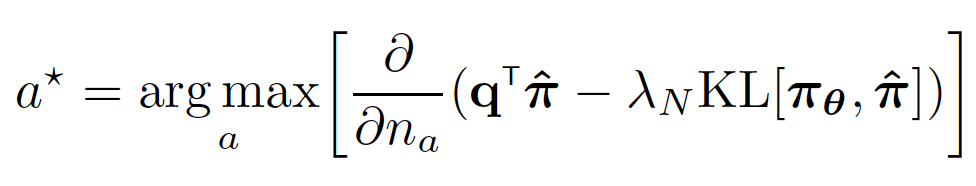 a^⋆ = arg max_a [ ∂/∂n_a (𝐪^⊤ 𝛑̂ − λ_N KL[𝛑_𝛉, 𝛑̂]) ]